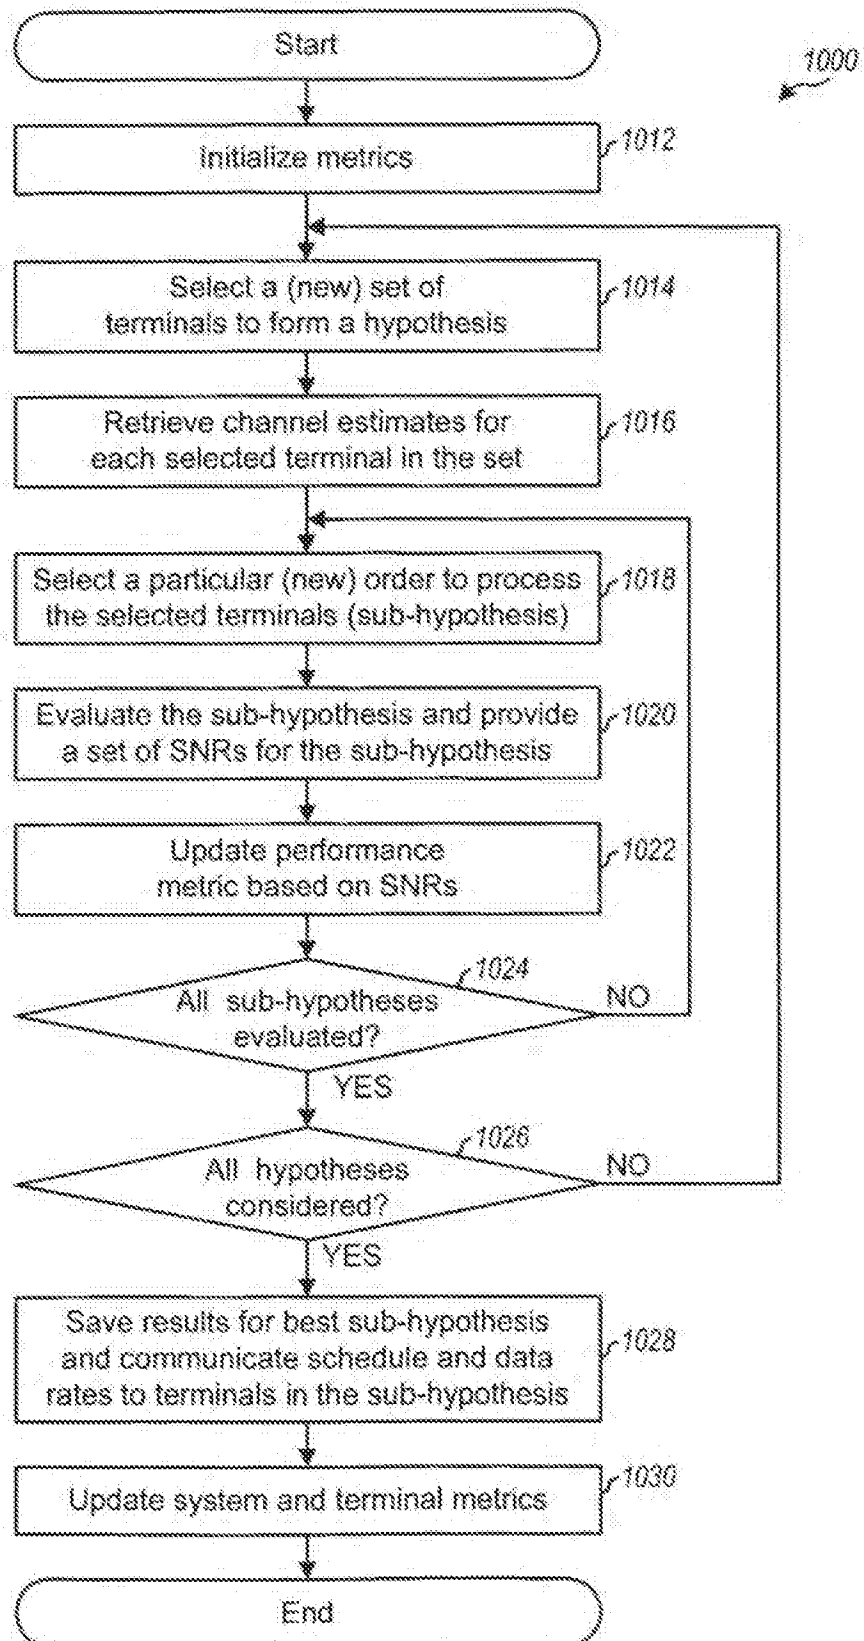 Start
1000
Initialize metrics
1012
Select a (new) set of
terminals to form a hypothesis
1014
Retrieve channel estimates for
each selected terminal in the set
1016
Select a particular (new) order to process
the selected terminals (sub-hypothesis)
1018
Evaluate the sub-hypothesis and provide
a set of SNRs for the sub-hypothesis
1020
Update performance
metric based on SNRs
1022
All sub-hypotheses
evaluated?
1024
NO
YES
All hypotheses
considered?
1026
NO
YES
Save results for best sub-hypothesis
and communicate schedule and data
rates to terminals in the sub-hypothesis
1028
Update system and terminal metrics
1030
End